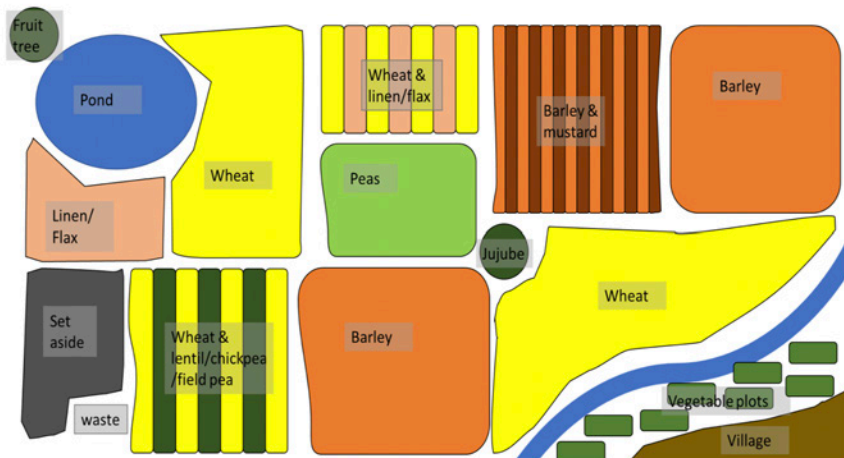 Fruit
tree
Pond
Wheat
Wheat &
linen/flax
Barley &
mustard
Barley
Linen/
Flax
Peas
Jujube
Wheat
Set
aside
waste
Wheat &
lentil/chickpea
/field pea
Barley
Vegetable plots
Village